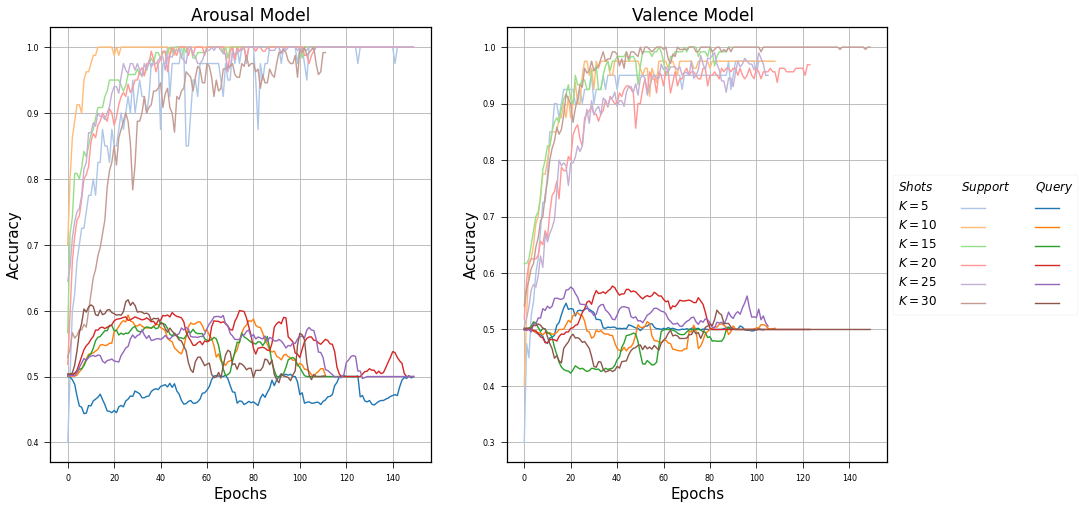 Arousal Model
1.0
0.9
0.8
0.7
0.6
0.5
0.4
Accuracy
0 20 40 60 80 100 120 140
Epochs
Valence Model
1.0
0.9
0.8
0.7
0.6
0.5
0.4
0.3
Accuracy
0 20 40 60 80 100 120 140
Epochs
Shots Support Query
K = 5
K = 10
K = 15
K = 20
K = 25
K = 30